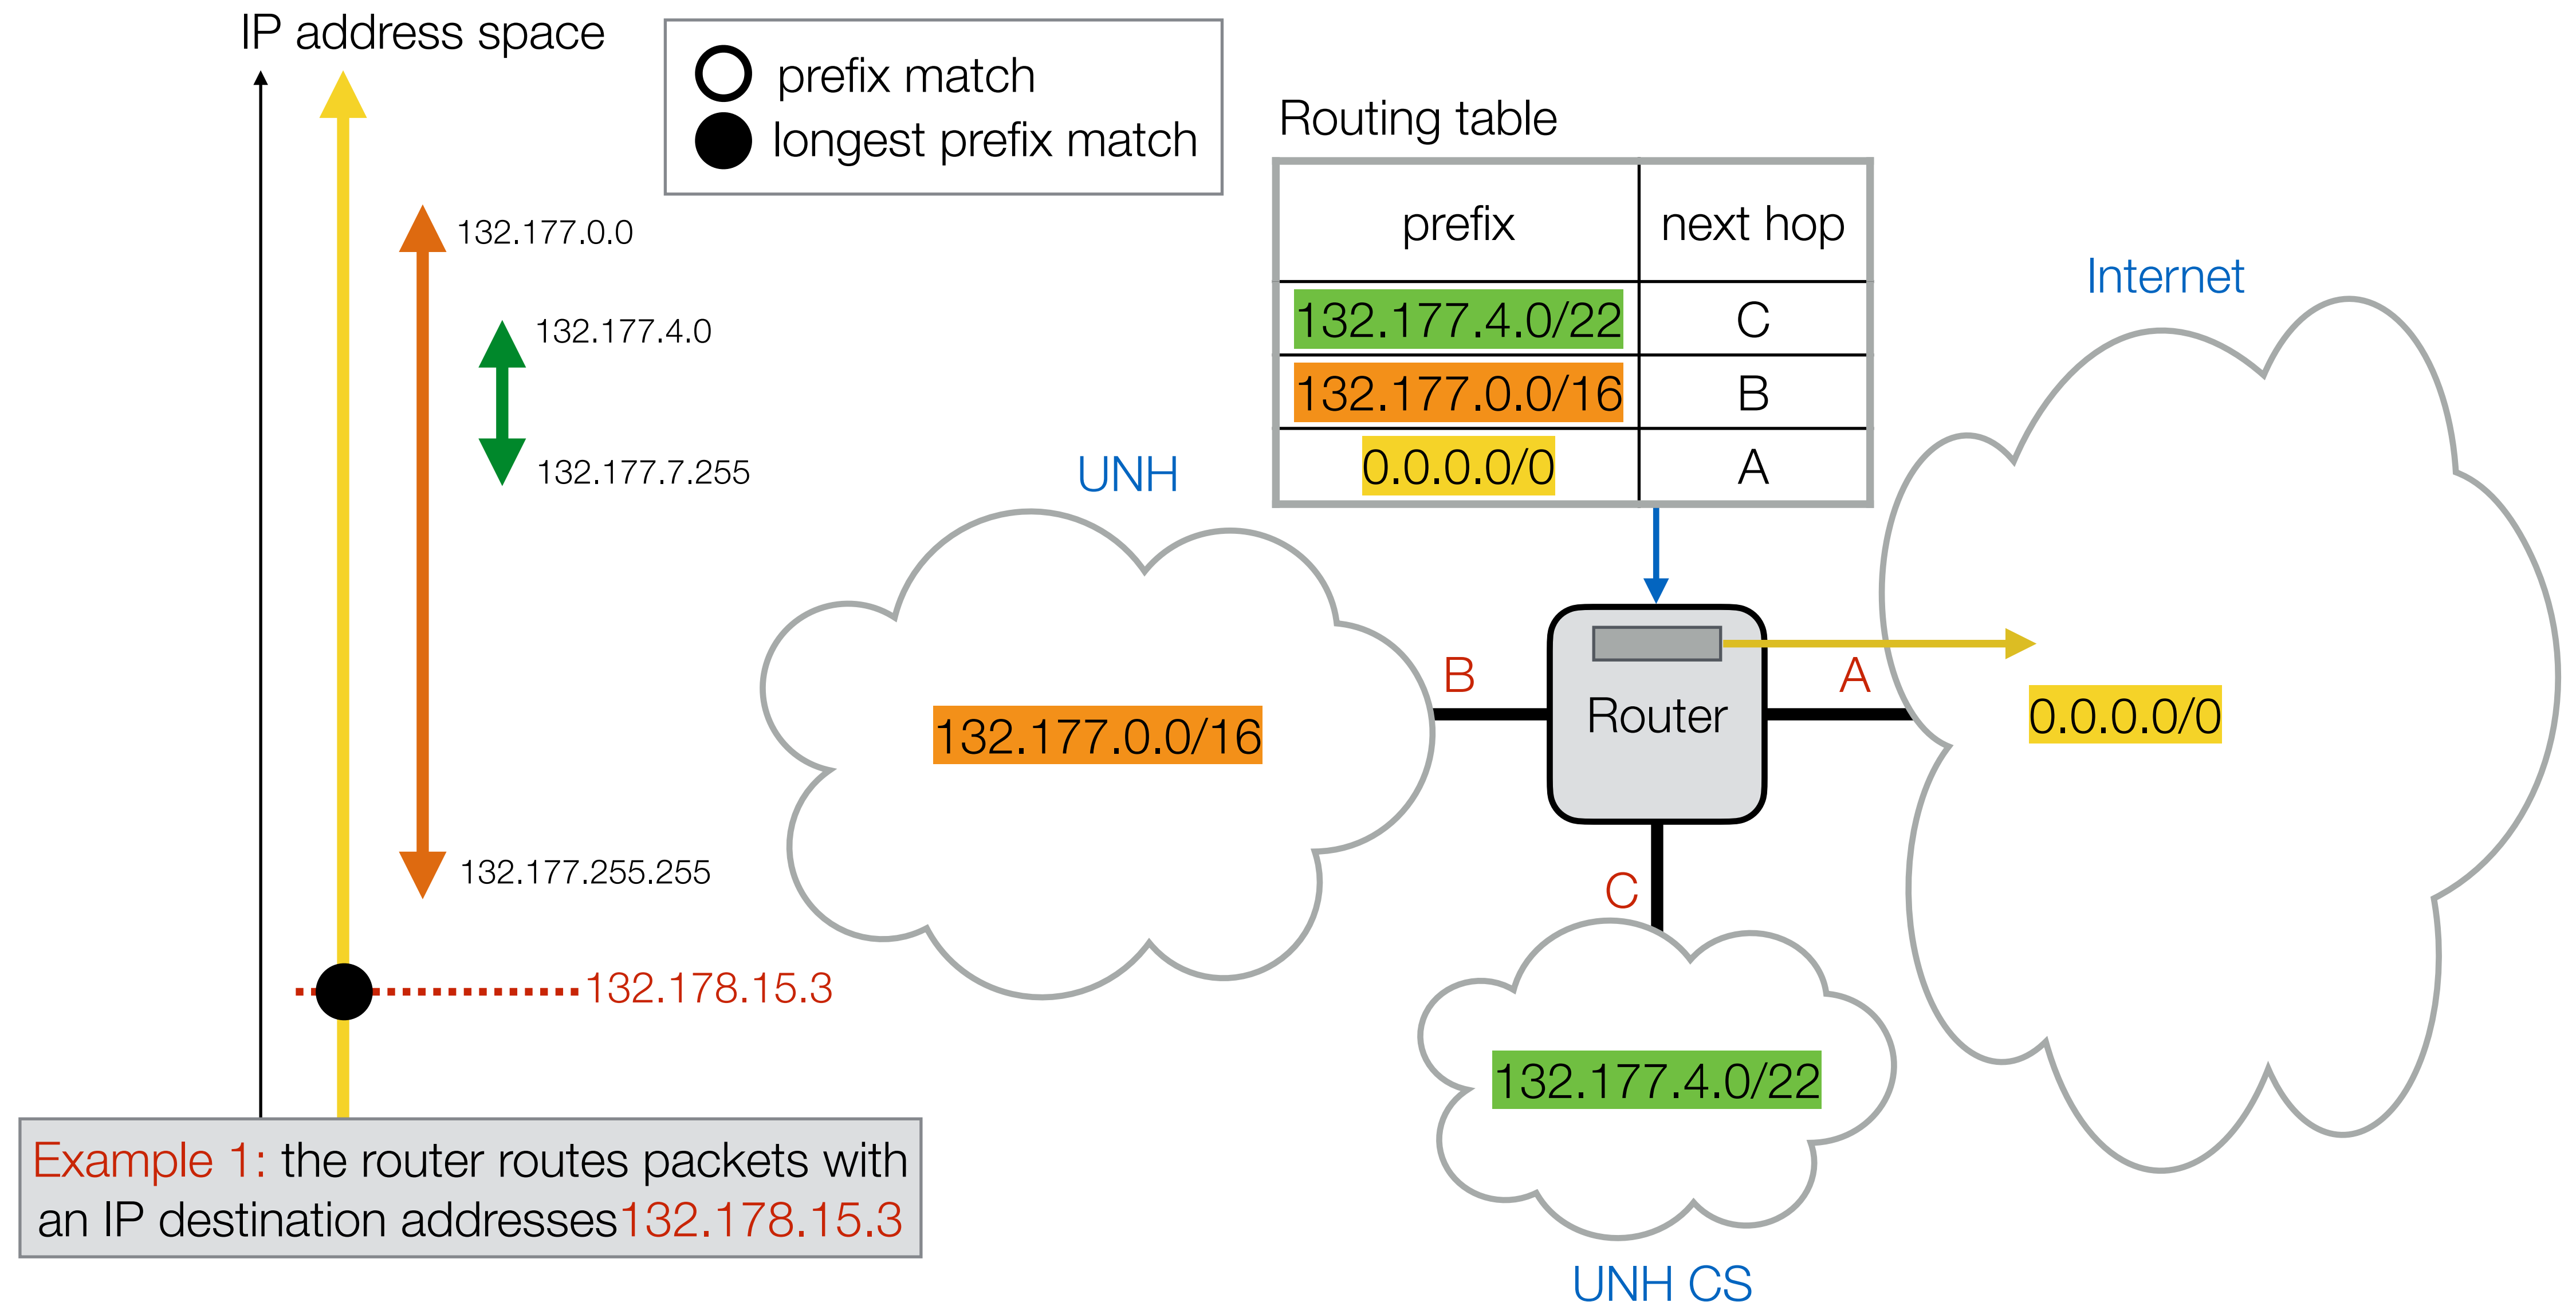 IP address space
prefix match
longest prefix match
132.177.0.0
132.177.4.0
132.177.7.255
132.177.255.255
132.178.15.3
Example 1: the router routes packets with
an IP destination addresses132.178.15.3
Routing table
prefix next hop
132.177.4.0/22 C
132.177.0.0/16 B
0.0.0.0/0 A
UNH
132.177.0.0/16
B
Router
A
Internet
0.0.0.0/0
C
132.177.4.0/22
UNH CS